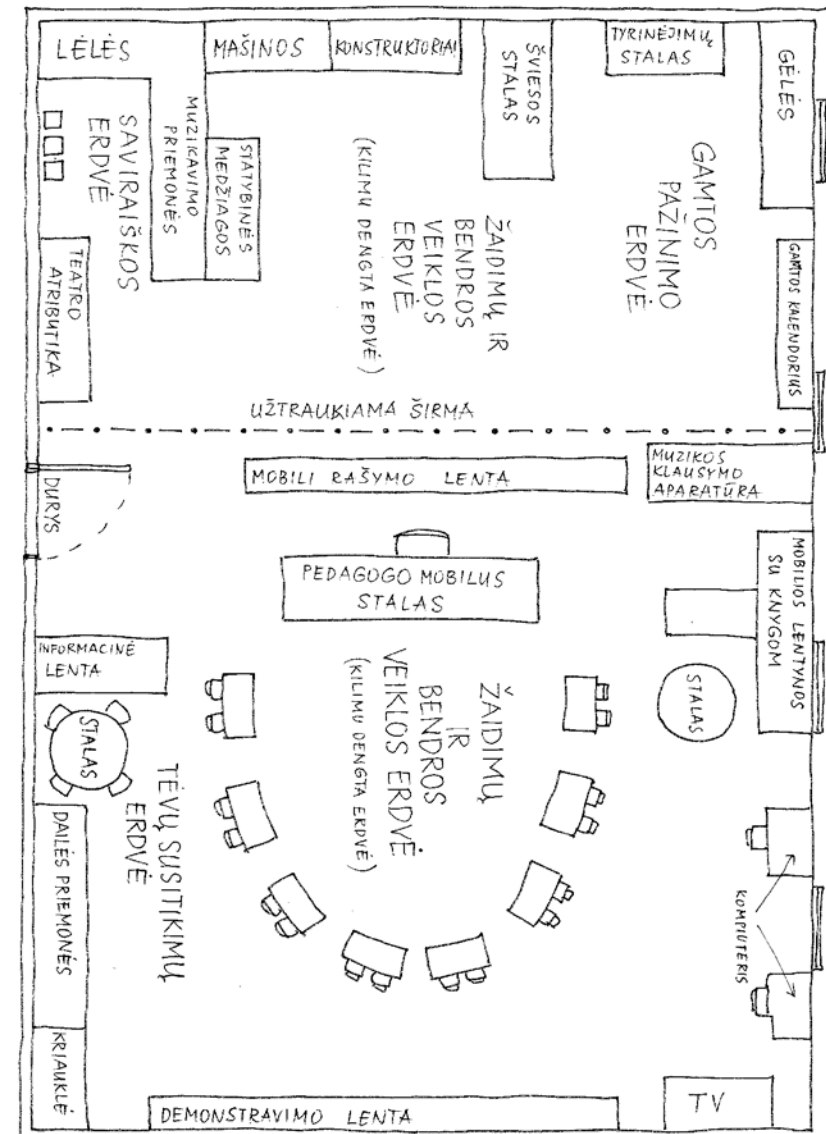 LĖLĖS
MAŠINOS
KONSTRUKTORIAI
ŠVIESOS
STALAS
TYRINĖJIMŲ
STALAS
GĖLĖS
SAVIRAIŠKOS
ERDVĖ
MUZIKAVIMO
PRIEMONĖS
STATYBINĖS
MEDŽIAGOS
ŽAIDIMŲ IR
BENDROS
VEIKLOS
ERDVĖ
(KILIMU DENGTA ERDVĖ)
GAMTOS
PAŽINIMO
ERDVĖ
TEATRO
ATRIBUTIKA
GAMTOS KALENDORIUS
UŽTRAUKIAMA ŠIRMA
DURYS
MOBILI RAŠYMO LENTA
MUZIKOS
KLAUSYMO
APARATŪRA
PEDAGOGO MOBILUS
STALAS
MOBILIOS LENTYNOS
SU KNYGOM
INFORMACINĖ
LENTA
STALAS
STALAS
ŽAIDIMŲ
IR
BENDROS
VEIKLOS ERDVĖ
(KILIMU DENGTA ERDVĖ)
TĖVŲ SUSITIKIMŲ
ERDVĖ
DAILĖS PRIEMONĖS
KOMPIUTERIS
KRIAUKLĖ
DEMONSTRAVIMO LENTA
TV